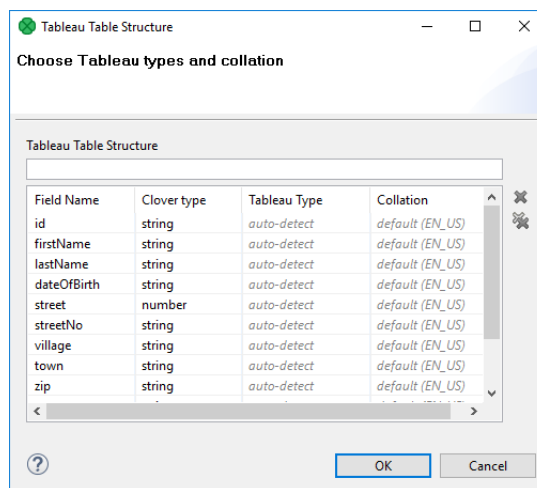 Tableau Table Structure
Choose Tableau types and collation
Tableau Table Structure
Field Name Clover type Tableau Type Collation
id string auto-detect default (EN_US)
firstName string auto-detect default (EN_US)
lastName string auto-detect default (EN_US)
dateOfBirth string auto-detect default (EN_US)
street number auto-detect default (EN_US)
streetNo string auto-detect default (EN_US)
village string auto-detect default (EN_US)
town string auto-detect default (EN_US)
zip string auto-detect default (EN_US)
OK Cancel